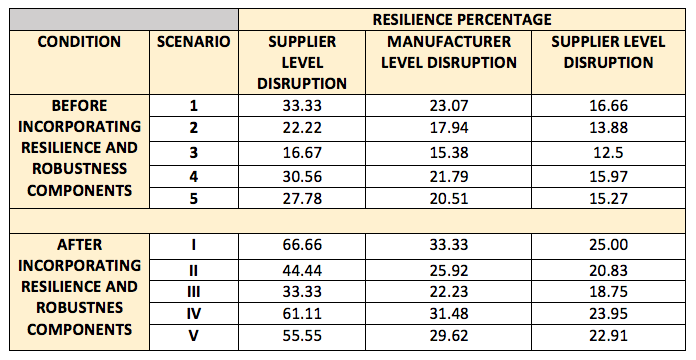 RESILIENCE PERCENTAGE
CONDITION SCENARIO SUPPLIER LEVEL DISRUPTION MANUFACTURER LEVEL DISRUPTION SUPPLIER LEVEL DISRUPTION
BEFORE INCORPORATING RESILIENCE AND ROBUSTNESS COMPONENTS
1 33.33 23.07 16.66
2 22.22 17.94 13.88
3 16.67 15.38 12.5
4 30.56 21.79 15.97
5 27.78 20.51 15.27
AFTER INCORPORATING RESILIENCE AND ROBUSTNES COMPONENTS
I 66.66 33.33 25.00
II 44.44 25.92 20.83
III 33.33 22.23 18.75
IV 61.11 31.48 23.95
V 55.55 29.62 22.91